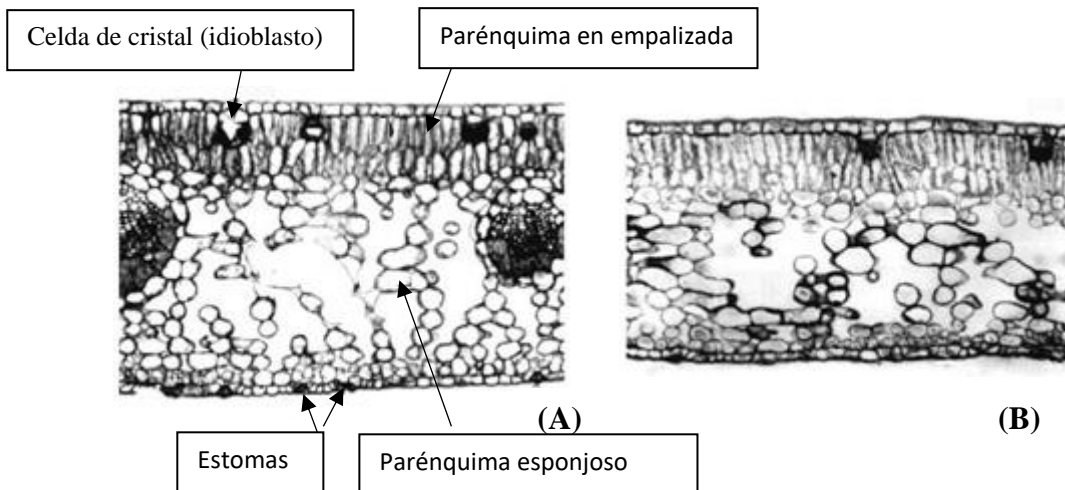 Celda de cristal (idioblasto)
Parénquima en empalizada
(A)
(B)
Estomas
Parénquima esponjoso